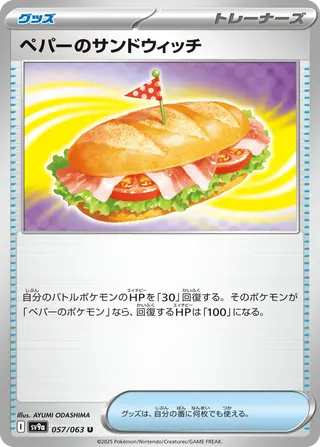 グッズ
トレーナーズ
ペパーのサンドウィッチ
自分のバトルポケモンのHPを「30」回復する。そのポケモンが
「ペパーのポケモン」なら、回復するHPは「100」になる。
Illus. AYUMI ODASHIMA
I sv9a 057/063 U
グッズは、自分の番に何枚でも使える。
©2025 Pokémon/Nintendo/Creatures/GAME FREAK.